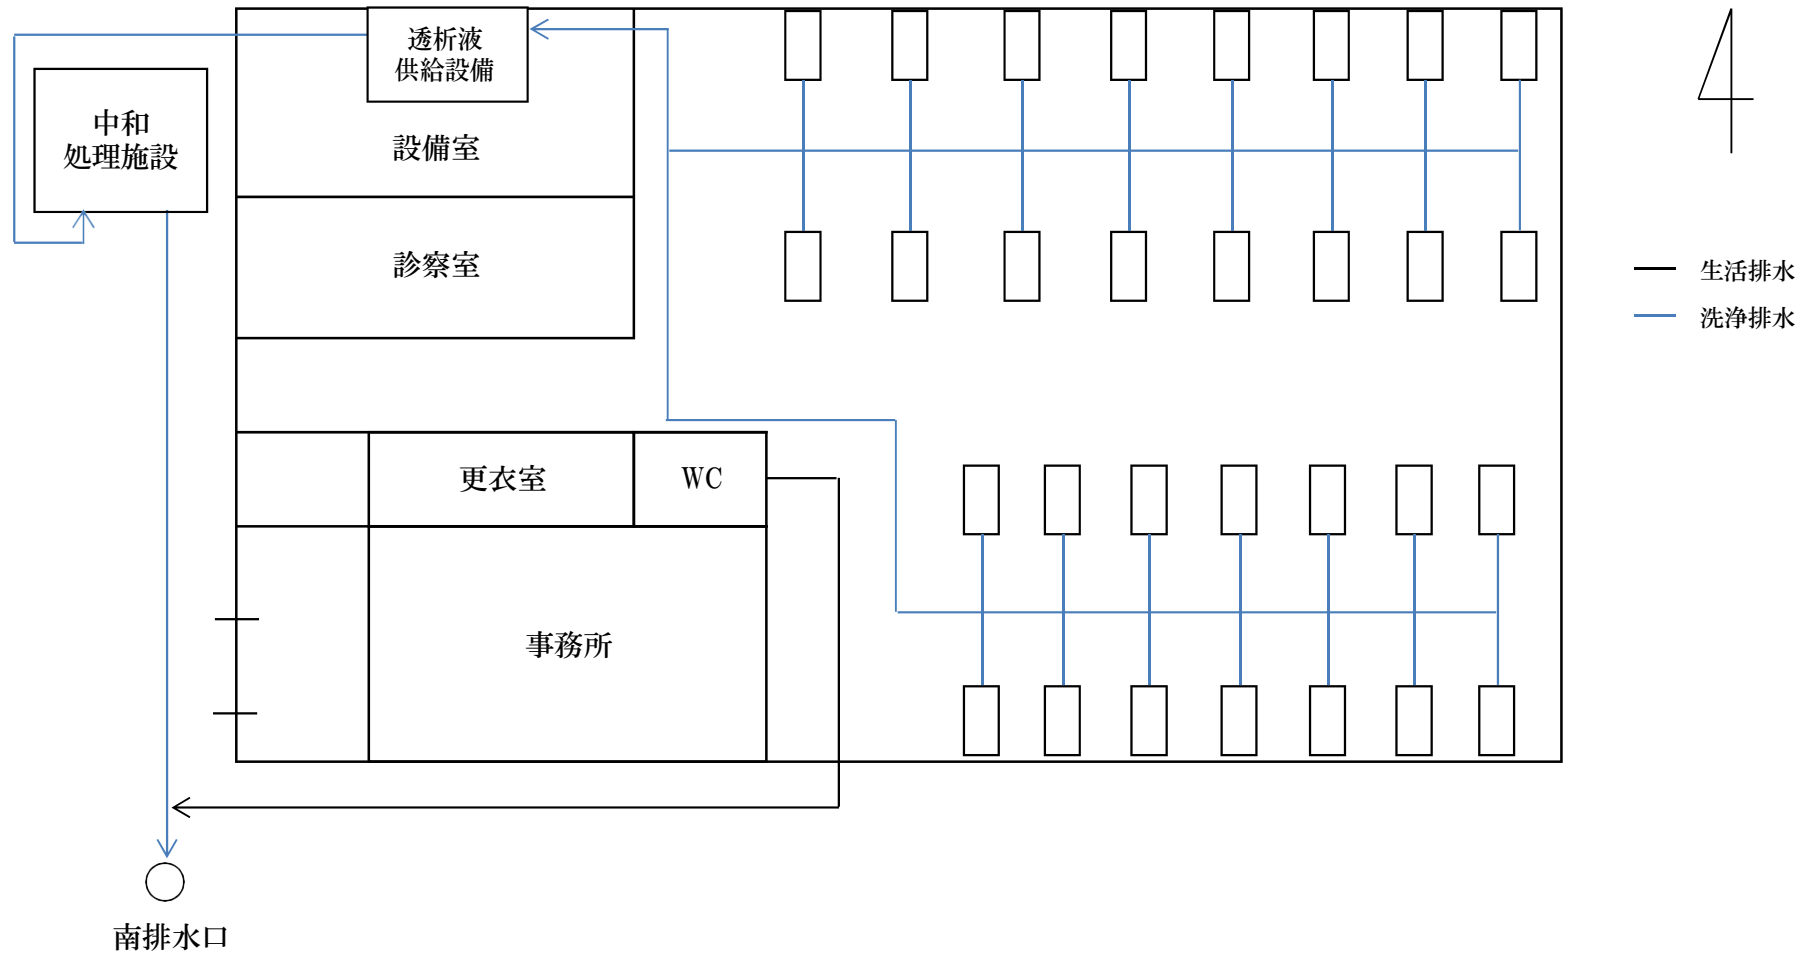 透析液
供給設備
中和
処理施設
設備室
診察室
生活排水
洗浄排水
更衣室
WC
事務所
南排水口